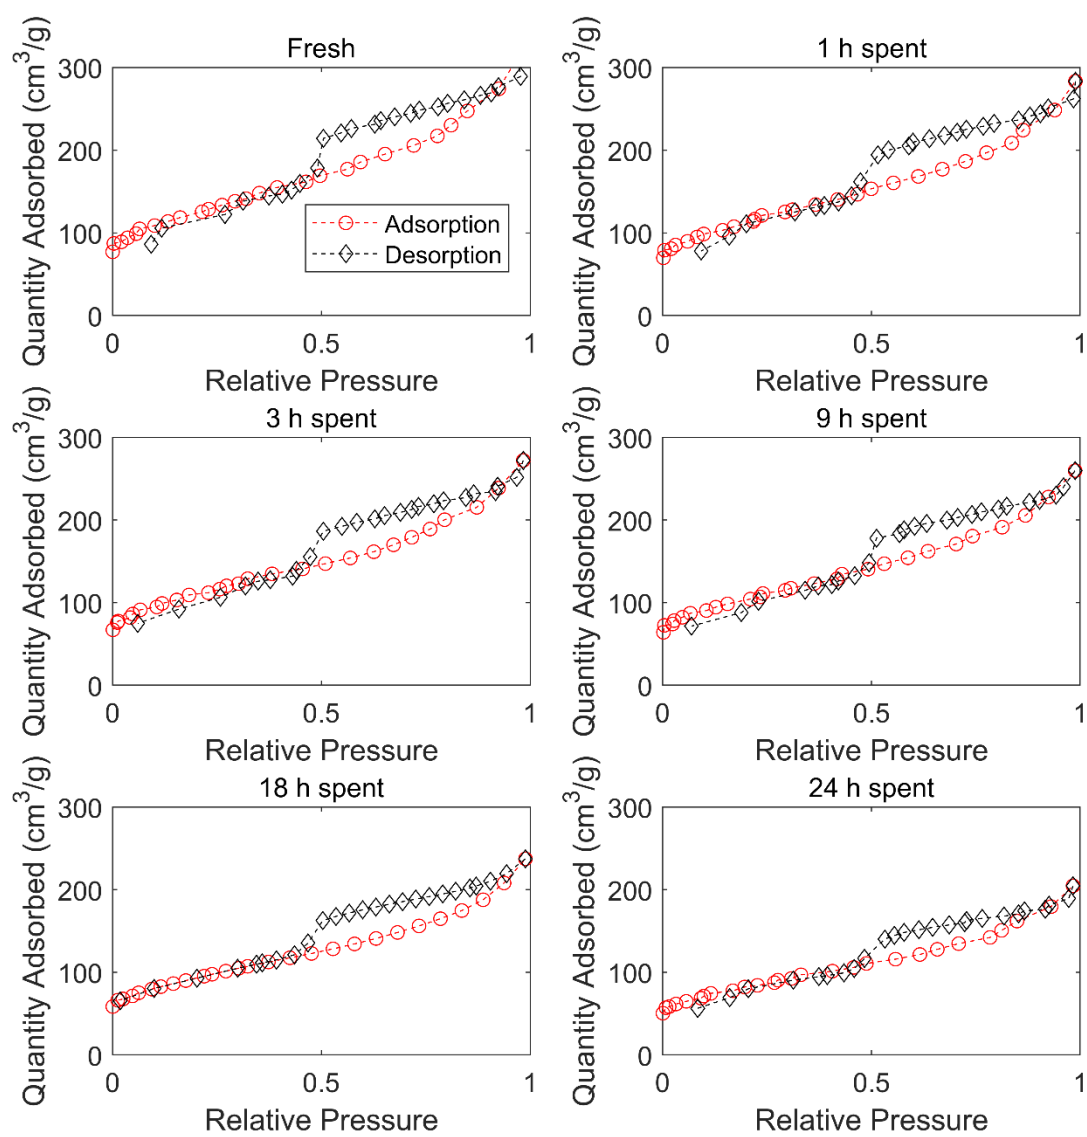 Fresh
Quantity Adsorbed (cm³/g)
300
200
100
0
0
0.5
1
Relative Pressure
Adsorption
Desorption
1 h spent
Quantity Adsorbed (cm³/g)
300
200
100
0
0
0.5
1
Relative Pressure
3 h spent
Quantity Adsorbed (cm³/g)
300
200
100
0
0
0.5
1
Relative Pressure
9 h spent
Quantity Adsorbed (cm³/g)
300
200
100
0
0
0.5
1
Relative Pressure
18 h spent
Quantity Adsorbed (cm³/g)
300
200
100
0
0
0.5
1
Relative Pressure
24 h spent
Quantity Adsorbed (cm³/g)
300
200
100
0
0
0.5
1
Relative Pressure